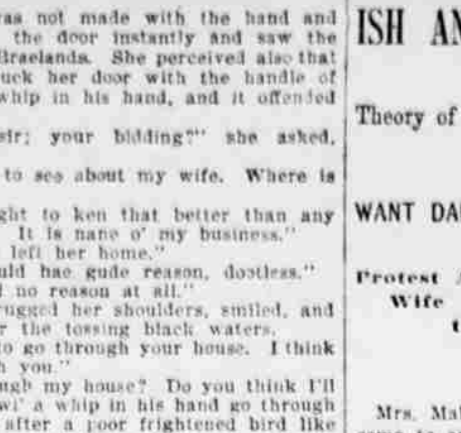 was not made with the hand and
the door instantly and saw the
Braelands. She perceived also that
uck her door with the handle of
whip in his hand, and it offended
sir; your bidding?" she asked,
to see about my wife. Where is
ght to ken that better than any
It is nane o' my business."
left her home."
uld hae gude reason, dootless."
d no reason at all."
rugged her shoulders, smiled, and
r the tossing black waters.
to go through your house. I think
h you."
ugh my house? Do you think I'll
wi' a whip in his hand go through
after a poor frightened bird like
ISH AN
Theory of
WANT DA
Protest
Wife
t
Mrs. Mal